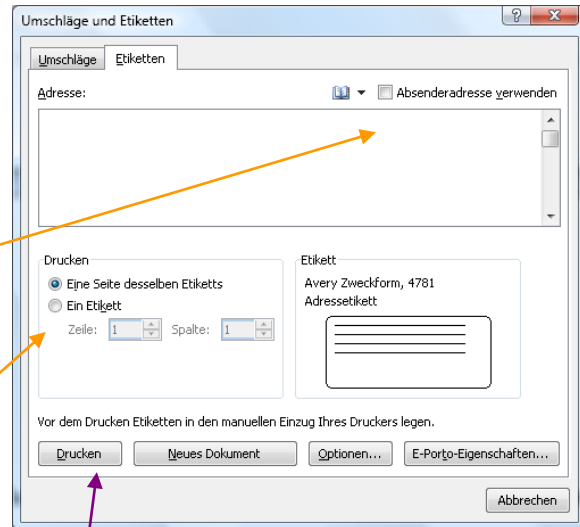 Umschläge und Etiketten
Umschläge Etiketten
Adresse: Absenderadresse verwenden
Drucken Etikett
Eine Seite desselben Etiketts Avery Zweckform, 4781
Ein Etikett Adressetikett
Zeile: 1 Spalte: 1
Vor dem Drucken Etiketten in den manuellen Einzug Ihres Druckers legen.
Drucken Neues Dokument Optionen... E-Porto-Eigenschaften...
Abbrechen